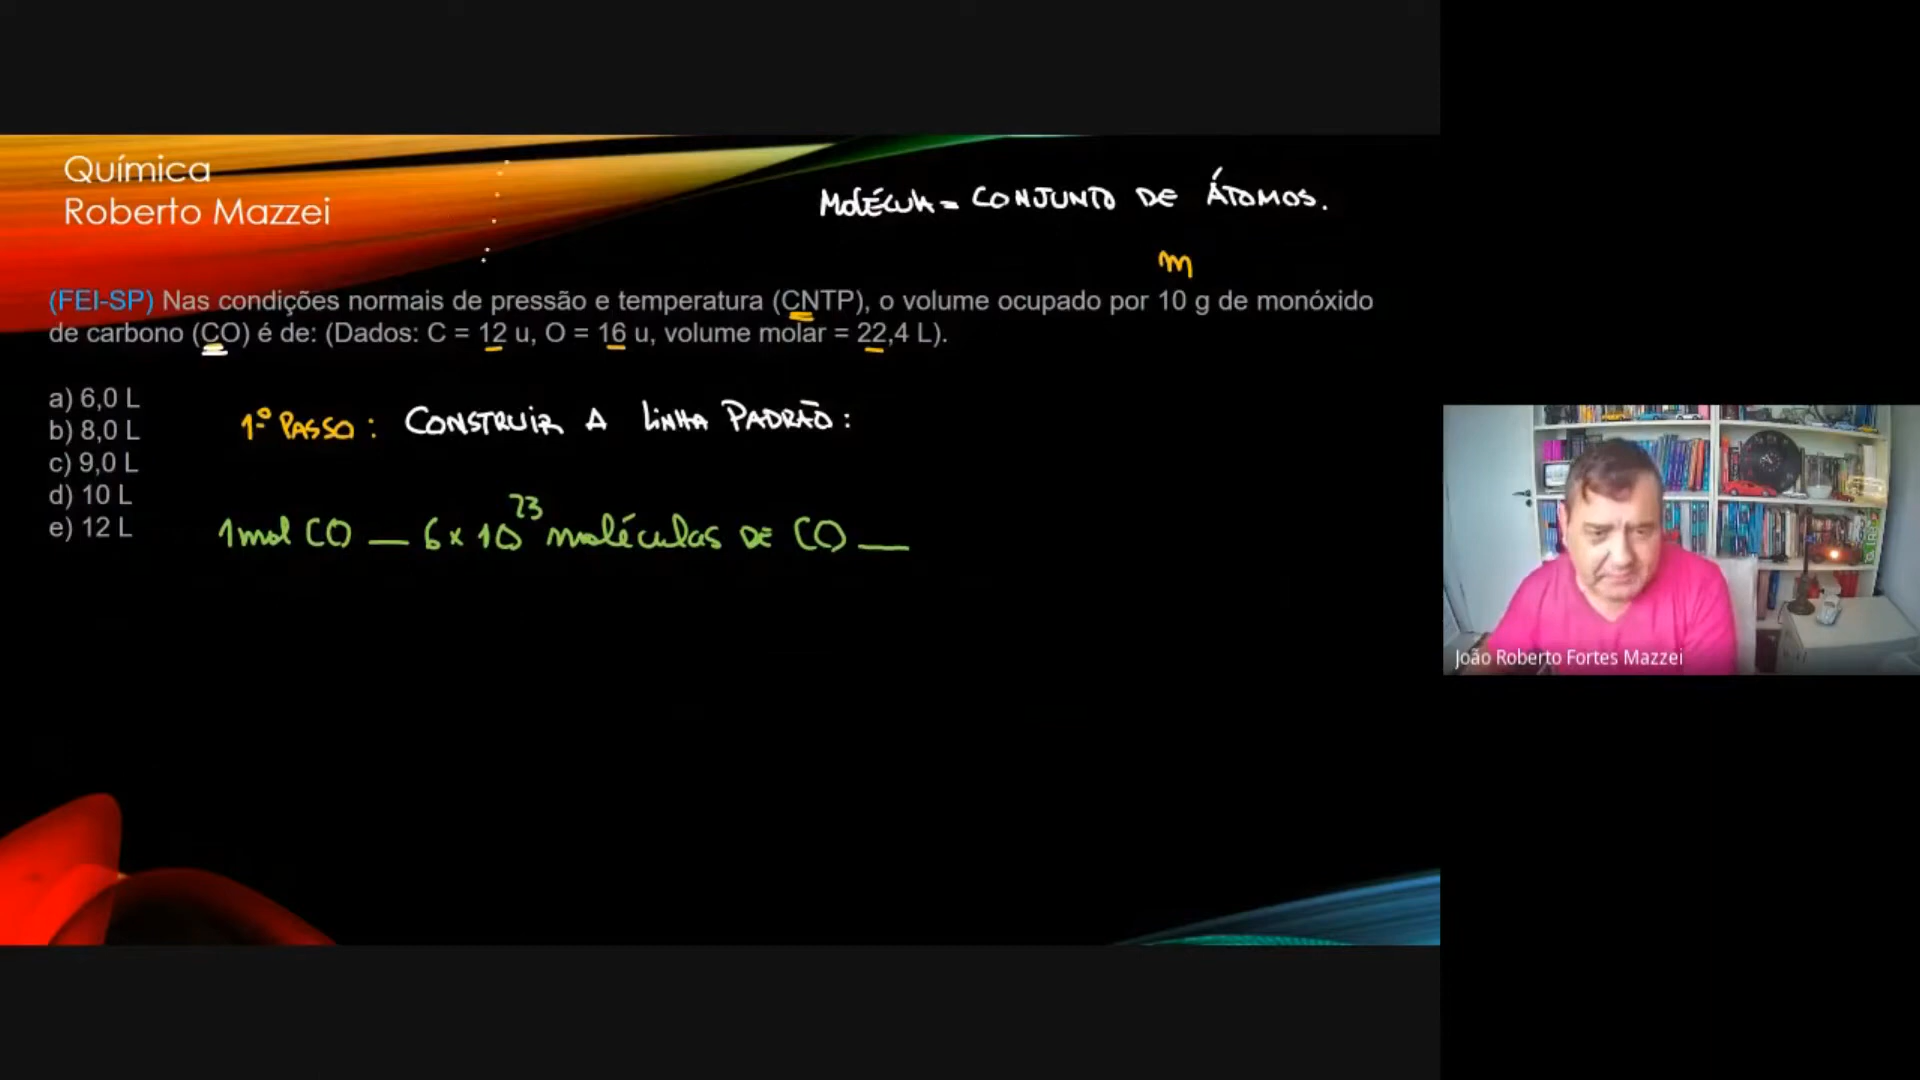 Química
Roberto Mazzei
MOLÉCULA = CONJUNTO DE ÁTOMOS.
m
(FEI-SP) Nas condições normais de pressão e temperatura (CNTP), o volume ocupado por 10 g de monóxido
de carbono (CO) é de: (Dados: C = 12 u, O = 16 u, volume molar = 22,4 L).
a) 6,0 L
b) 8,0 L
c) 9,0 L
d) 10 L
e) 12 L
1º PASSO: CONSTRUIR A LINHA PADRÃO:
1 mol CO — 6 x 10²³ moléculas DE CO —
João Roberto Fortes Mazzei